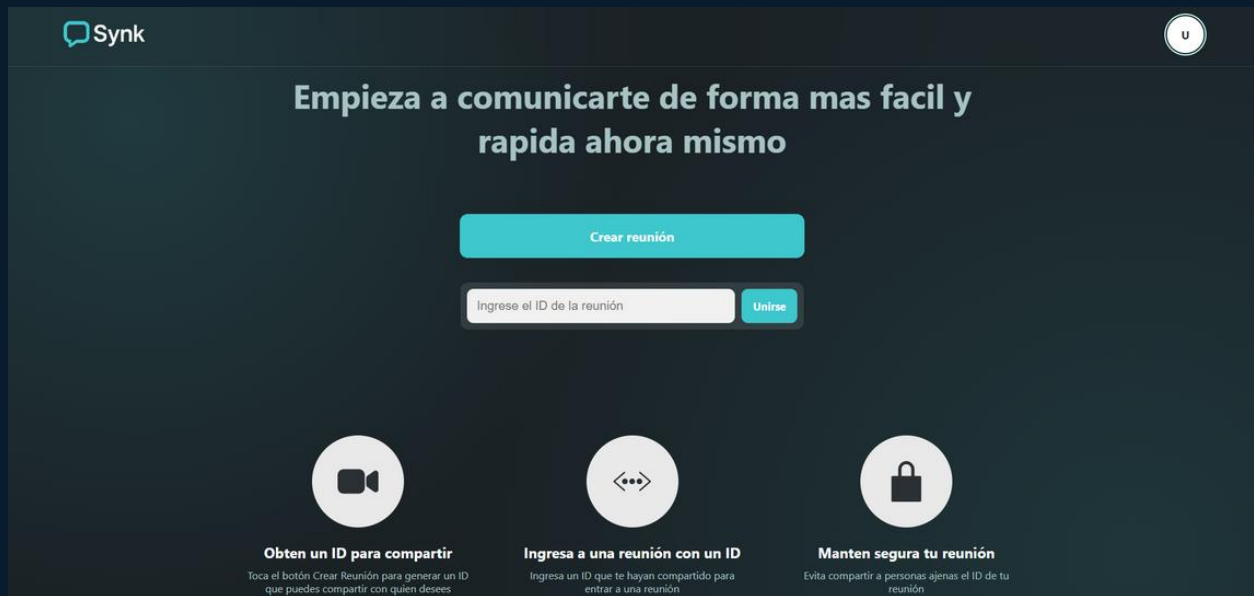 Synk
U
Empieza a comunicarte de forma mas facil y
rapida ahora mismo
Crear reunión
Ingrese el ID de la reunión
Unirse
Obten un ID para compartir
Toca el botón Crear Reunión para generar un ID
que puedes compartir con quien desees
Ingresa a una reunión con un ID
Ingresa un ID que te hayan compartido para
entrar a una reunión
Manten segura tu reunión
Evita compartir a personas ajenas el ID de tu
reunión